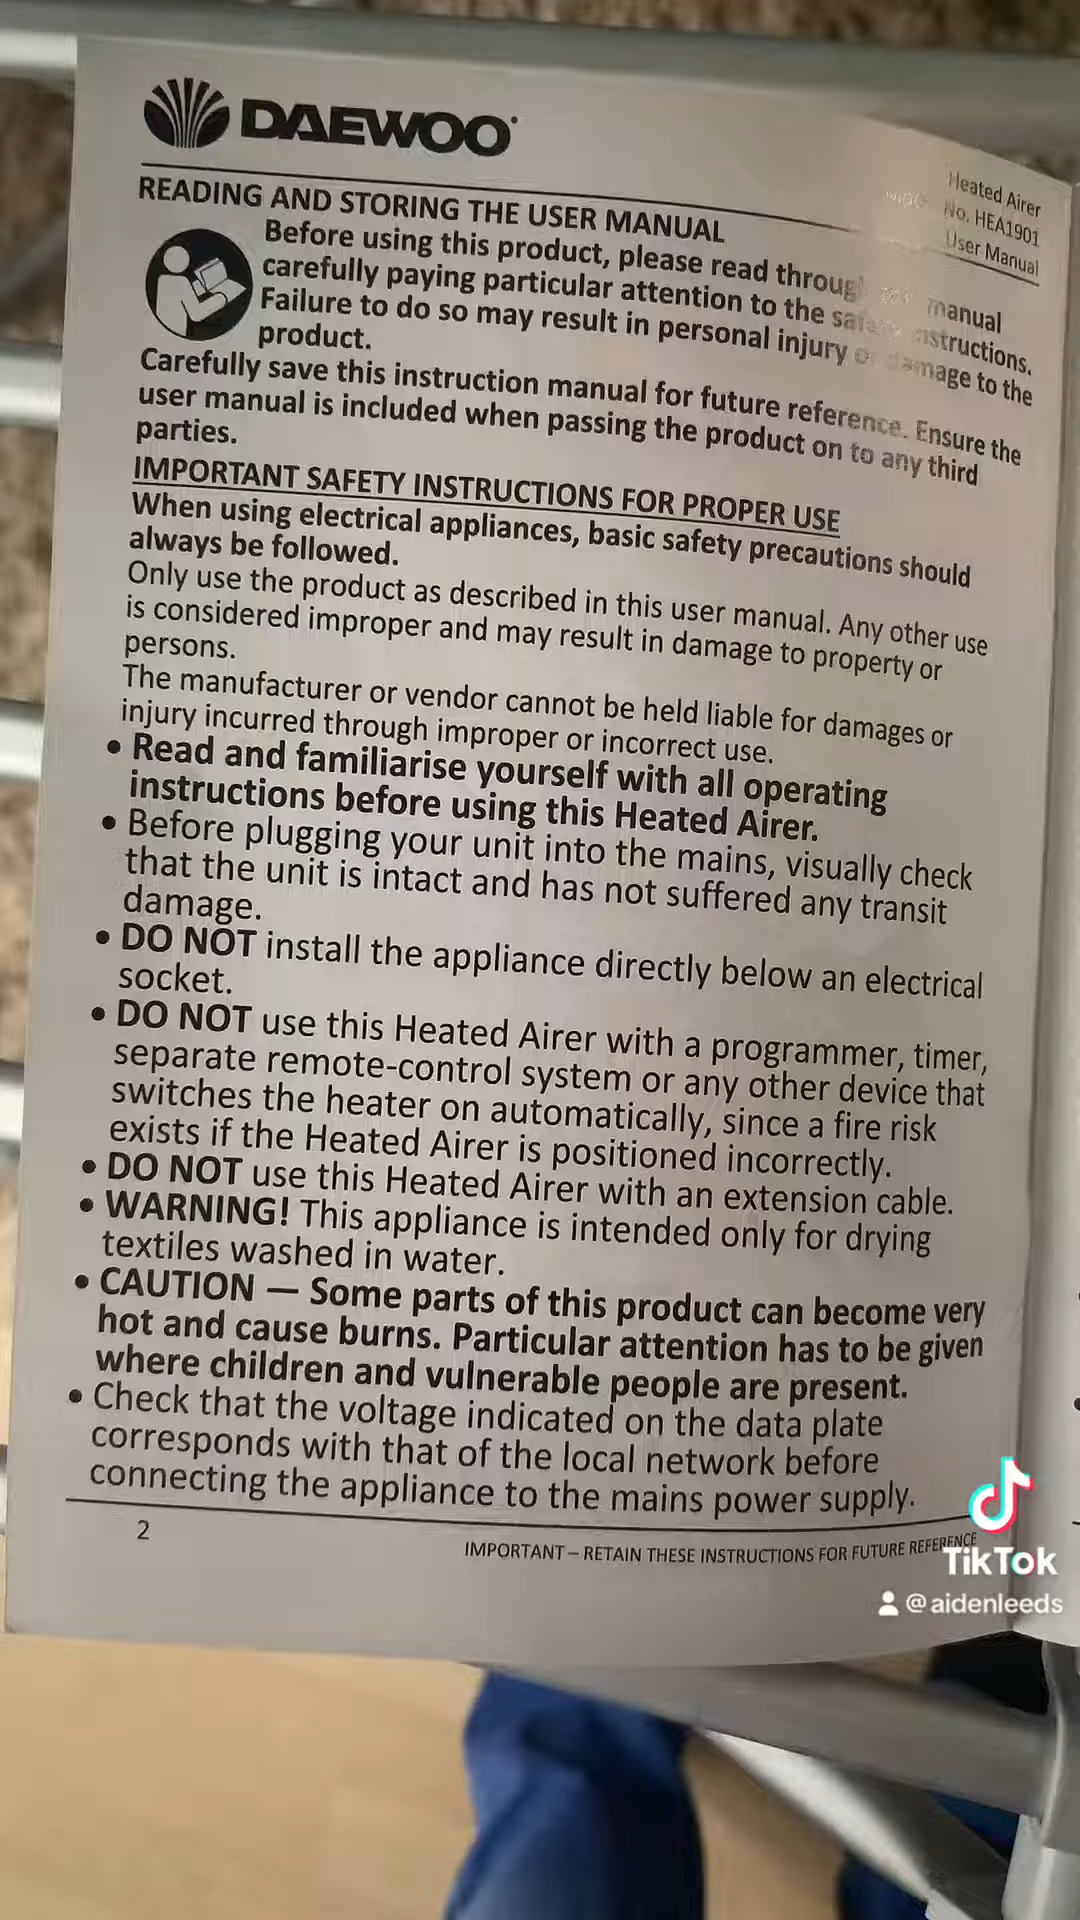 DAEWOO
Heated Airer
No. HEA1901
User Manual
READING AND STORING THE USER MANUAL
Before using this product, please read through manual
carefully paying particular attention to the safety instructions.
Failure to do so may result in personal injury or damage to the
product.
Carefully save this instruction manual for future reference. Ensure the
user manual is included when passing the product on to any third
parties.
IMPORTANT SAFETY INSTRUCTIONS FOR PROPER USE
When using electrical appliances, basic safety precautions should
always be followed.
Only use the product as described in this user manual. Any other use
is considered improper and may result in damage to property or
persons.
The manufacturer or vendor cannot be held liable for damages or
injury incurred through improper or incorrect use.
• Read and familiarise yourself with all operating
instructions before using this Heated Airer.
• Before plugging your unit into the mains, visually check
that the unit is intact and has not suffered any transit
damage.
• DO NOT install the appliance directly below an electrical
socket.
• DO NOT use this Heated Airer with a programmer, timer,
separate remote-control system or any other device that
switches the heater on automatically, since a fire risk
exists if the Heated Airer is positioned incorrectly.
• DO NOT use this Heated Airer with an extension cable.
• WARNING! This appliance is intended only for drying
textiles washed in water.
• CAUTION — Some parts of this product can become very
hot and cause burns. Particular attention has to be given
where children and vulnerable people are present.
• Check that the voltage indicated on the data plate
corresponds with that of the local network before
connecting the appliance to the mains power supply.
2
IMPORTANT – RETAIN THESE INSTRUCTIONS FOR FUTURE REFERENCE
TikTok
@aidenleeds